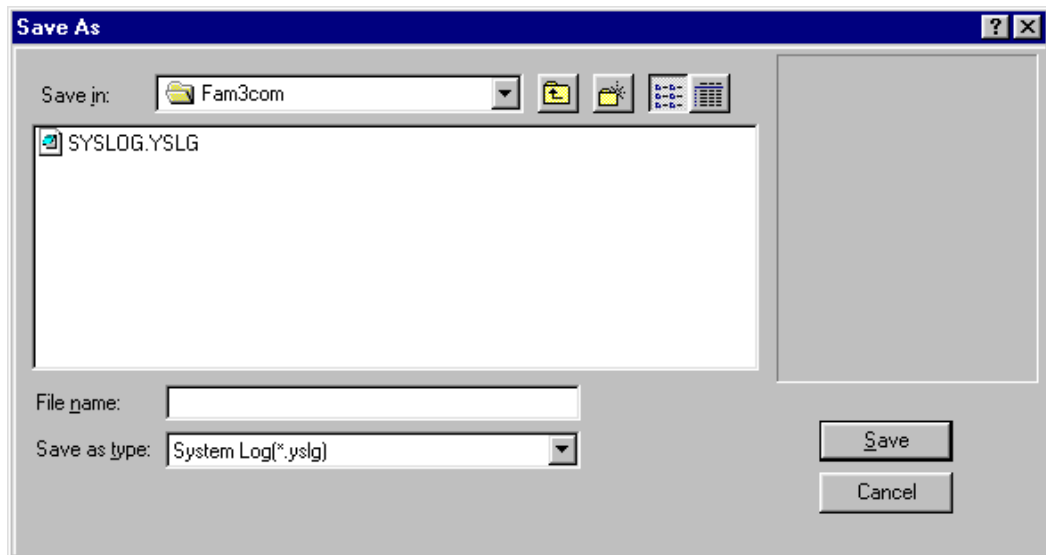 Save As
Save in: Fam3com
SYSLOG.YSLG
File name:
Save as type: System Log(*.yslg)
Save
Cancel